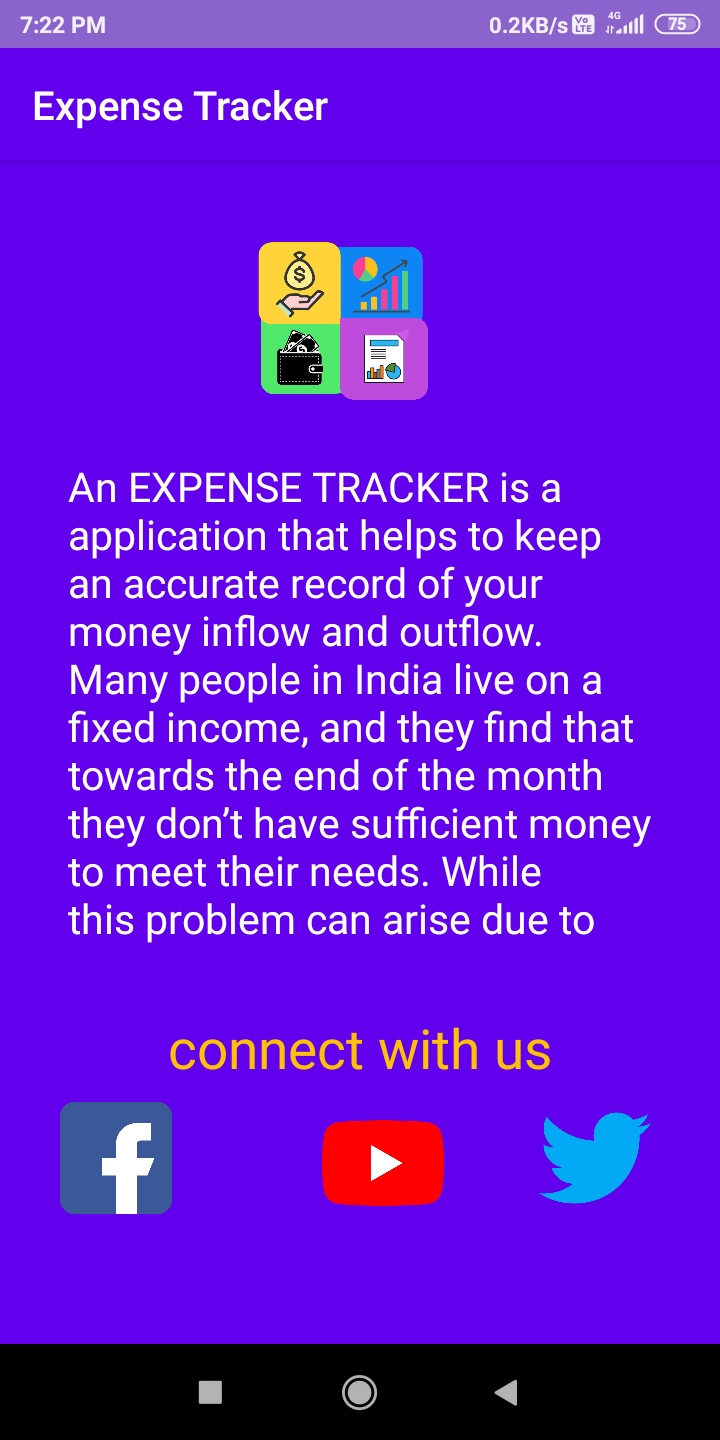 7:22 PM 0.2KB/s Vo LTE 4G 75
Expense Tracker
An EXPENSE TRACKER is a
application that helps to keep
an accurate record of your
money inflow and outflow.
Many people in India live on a
fixed income, and they find that
towards the end of the month
they don’t have sufficient money
to meet their needs. While
this problem can arise due to
connect with us